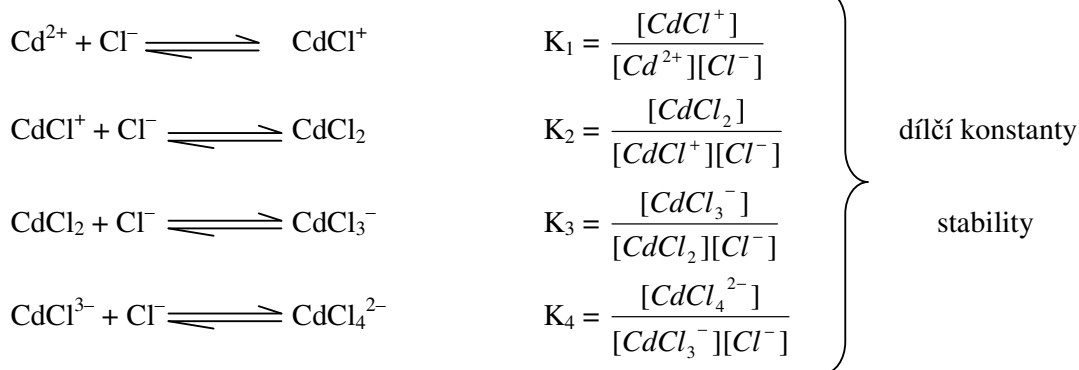 Cd²⁺ + Cl⁻ ⇌ CdCl⁺ K₁ = [CdCl⁺] / [Cd²⁺][Cl⁻]
CdCl⁺ + Cl⁻ ⇌ CdCl₂ K₂ = [CdCl₂] / [CdCl⁺][Cl⁻] dílčí konstanty
CdCl₂ + Cl⁻ ⇌ CdCl₃⁻ K₃ = [CdCl₃⁻] / [CdCl₂][Cl⁻] stability
CdCl³⁻ + Cl⁻ ⇌ CdCl₄²⁻ K₄ = [CdCl₄²⁻] / [CdCl₃⁻][Cl⁻]